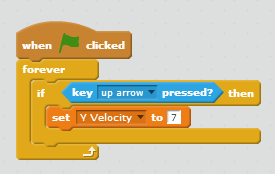 when clicked
forever
if key up arrow pressed? then
set Y Velocity to 7